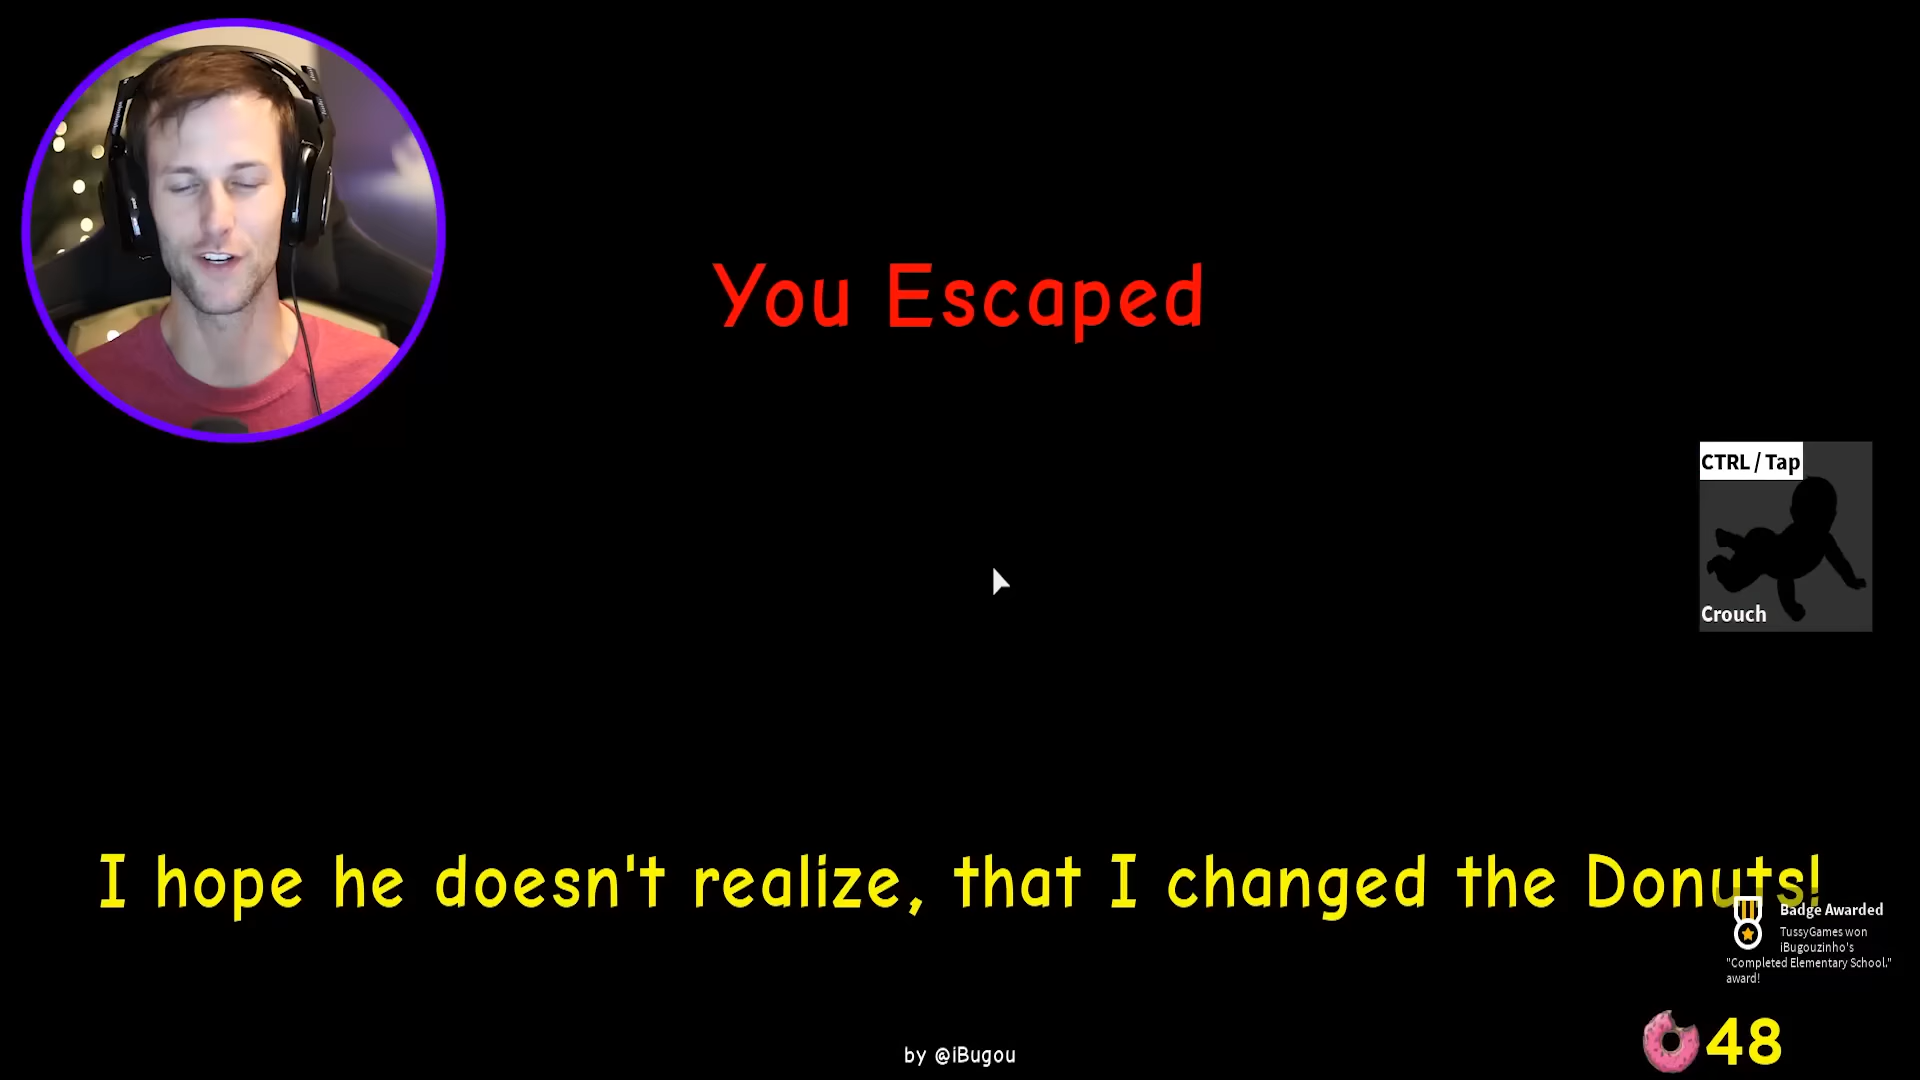 You Escaped
CTRL / Tap
Crouch
I hope he doesn't realize, that I changed the Donuts!
Badge Awarded
TussyGames won
iBugouzinho's
"Completed Elementary School."
award!
48
by @iBugou